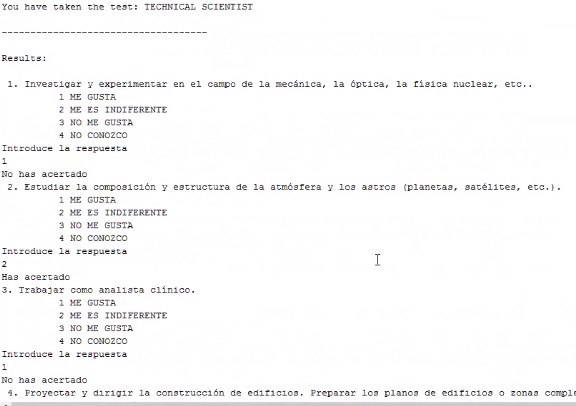 You have taken the test: TECHNICAL SCIENTIST
------------------------------------
Results:
1. Investigar y experimentar en el campo de la mecánica, la óptica, la física nuclear, etc..
1 ME GUSTA
2 ME ES INDIFERENTE
3 NO ME GUSTA
4 NO CONOZCO
Introduce la respuesta
1
No has acertado
2. Estudiar la composición y estructura de la atmósfera y los astros (planetas, satélites, etc.).
1 ME GUSTA
2 ME ES INDIFERENTE
3 NO ME GUSTA
4 NO CONOZCO
Introduce la respuesta
2
Has acertado
3. Trabajar como analista clínico.
1 ME GUSTA
2 ME ES INDIFERENTE
3 NO ME GUSTA
4 NO CONOZCO
Introduce la respuesta
1
No has acertado
4. Proyectar y dirigir la construcción de edificios. Preparar los planos de edificios o zonas comple